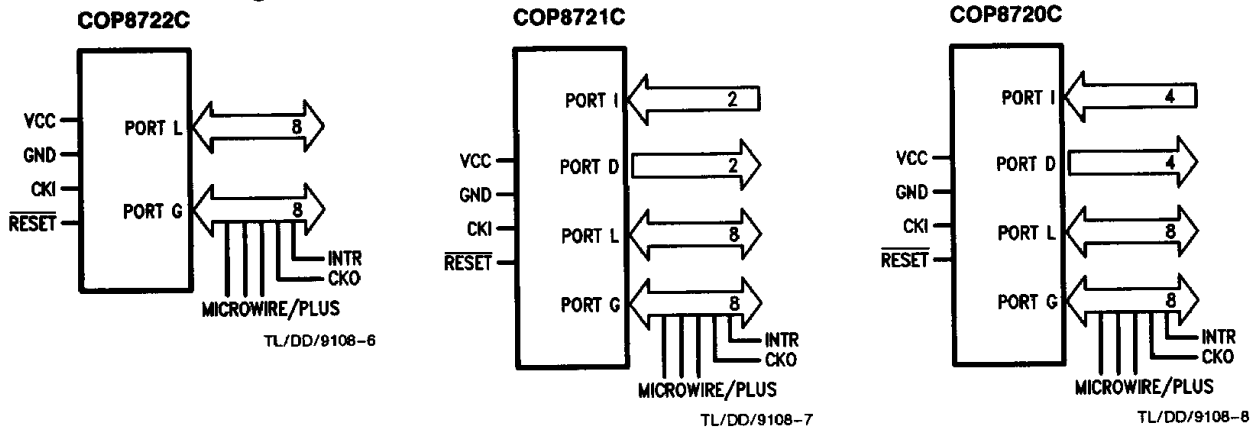 COP8722C
VCC
GND
CKI
RESET
PORT L
8
PORT G
8
INTR
CKO
MICROWIRE/PLUS
TL/DD/9108-6
COP8721C
VCC
GND
CKI
RESET
PORT I
2
PORT D
2
PORT L
8
PORT G
8
INTR
CKO
MICROWIRE/PLUS
TL/DD/9108-7
COP8720C
VCC
GND
CKI
RESET
PORT I
4
PORT D
4
PORT L
8
PORT G
8
INTR
CKO
MICROWIRE/PLUS
TL/DD/9108-8